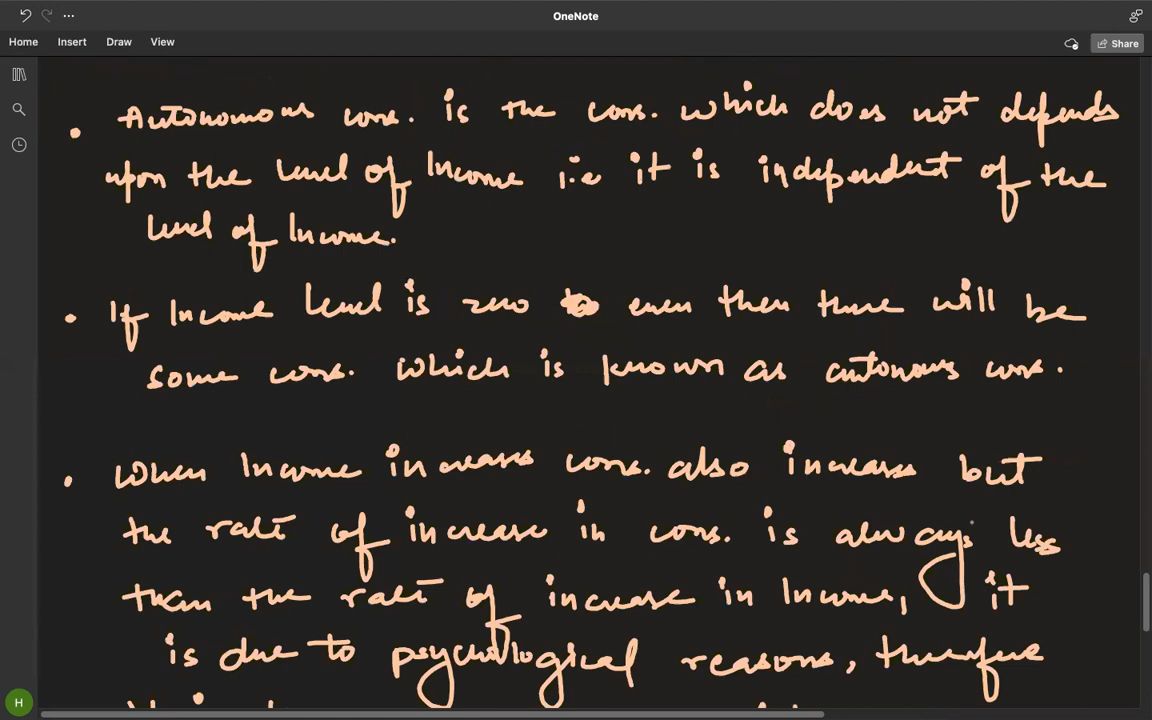 OneNote
Home Insert Draw View
Share
• Autonomous cons. is the cons. which does not depends
upon the level of Income i.e it is independent of the
level of Income.
• If Income level is zero even then there will be
some cons. which is known as autonous cons.
• When Income increases cons. also increase but
the rate of increase in cons. is always less
than the rate of increase in Income, it
is due to psychological reasons, therefore
H